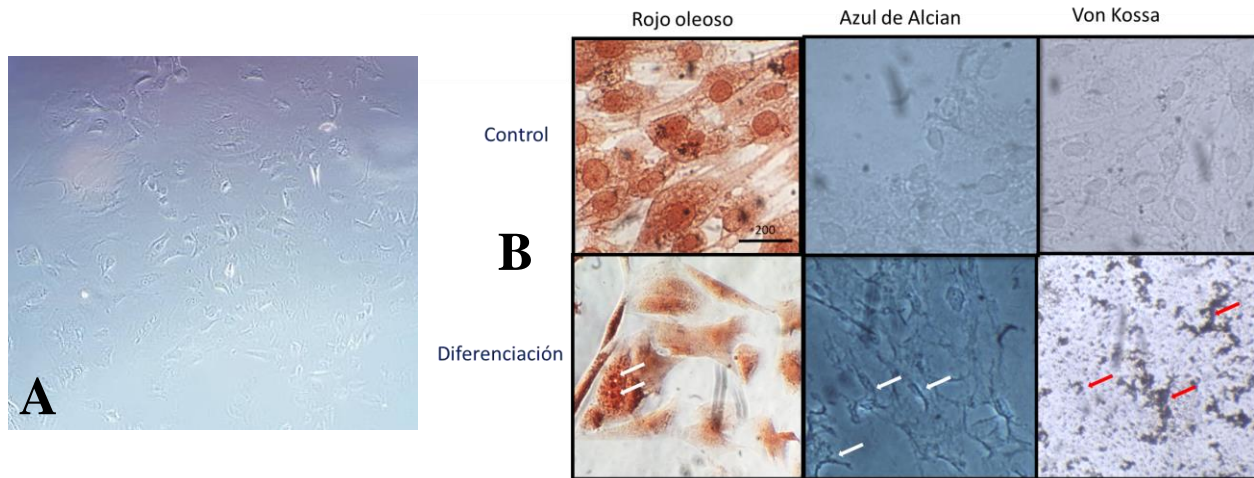 Rojo oleoso
Azul de Alcian
Von Kossa
Control
200
B
Diferenciación
A